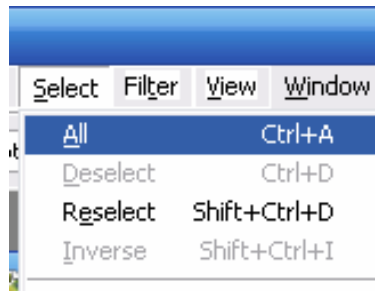 Select Filter View Window
All Ctrl+A
Deselect Ctrl+D
Reselect Shift+Ctrl+D
Inverse Shift+Ctrl+I